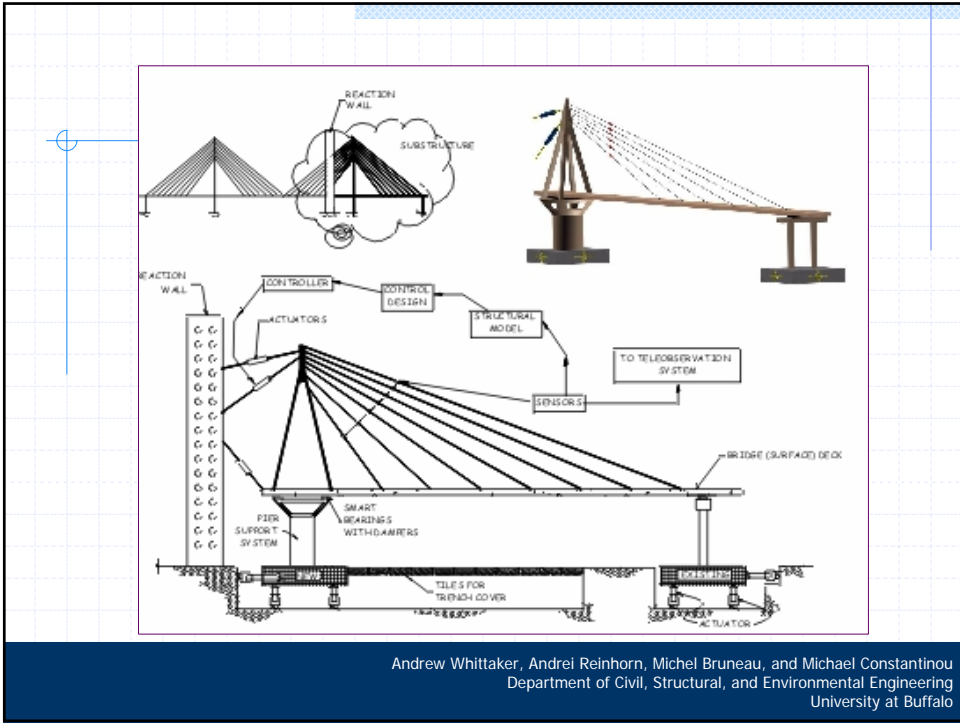 REACTION
WALL
SUBSTRUCTURE
REACTION
WALL
CONTROLLER
CONTROL
DESIGN
ACTUATORS
STRUCTURAL
MODEL
TO TELEOBSERVATION
SYSTEM
SENSORS
BRIDGE (SURFACE) DECK
SMART
BEARINGS
WITH DAMPERS
PIER
SUPPORT
SYSTEM
NEW
EXISTING
TILES FOR
TRENCH COVER
ACTUATOR
Andrew Whittaker, Andrei Reinhorn, Michel Bruneau, and Michael Constantinou
Department of Civil, Structural, and Environmental Engineering
University at Buffalo